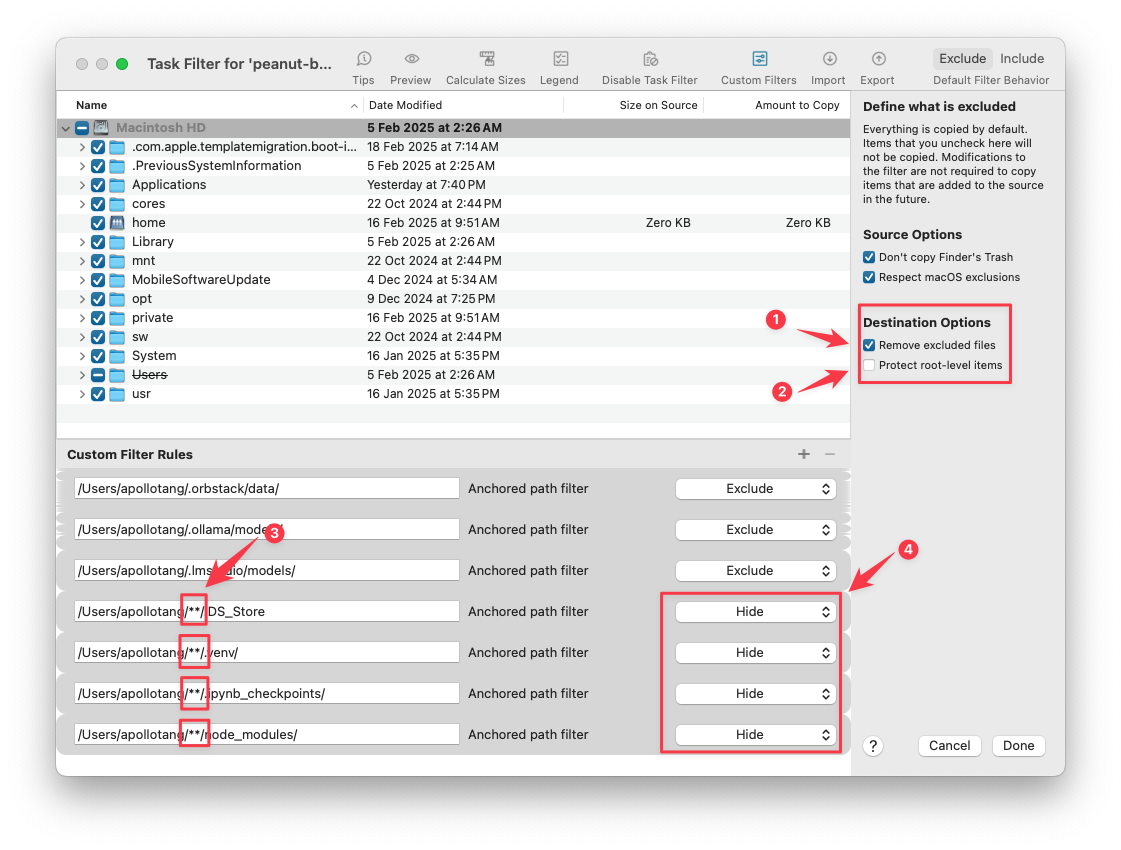 Task Filter for 'peanut-b...
Tips
Preview
Calculate Sizes
Legend
Disable Task Filter
Custom Filters
Import
Export
Exclude Include
Default Filter Behavior
Name Date Modified Size on Source Amount to Copy
Macintosh HD 5 Feb 2025 at 2:26 AM
.com.apple.templatemigration.boot-i... 18 Feb 2025 at 7:14 AM
.PreviousSystemInformation 5 Feb 2025 at 2:25 AM
Applications Yesterday at 7:40 PM
cores 22 Oct 2024 at 2:44 PM
home 16 Feb 2025 at 9:51 AM Zero KB Zero KB
Library 5 Feb 2025 at 2:26 AM
mnt 22 Oct 2024 at 2:44 PM
MobileSoftwareUpdate 4 Dec 2024 at 5:34 AM
opt 9 Dec 2024 at 7:25 PM
private 16 Feb 2025 at 9:51 AM
sw 22 Oct 2024 at 2:44 PM
System 16 Jan 2025 at 5:35 PM
Users 5 Feb 2025 at 2:26 AM
usr 16 Jan 2025 at 5:35 PM
Define what is excluded
Everything is copied by default.
Items that you uncheck here will
not be copied. Modifications to
the filter are not required to copy
items that are added to the source
in the future.
Source Options
Don't copy Finder's Trash
Respect macOS exclusions
1
Destination Options
Remove excluded files
2
Protect root-level items
Custom Filter Rules + −
/Users/apollotang/.orbstack/data/ Anchored path filter Exclude
/Users/apollotang/.ollama/models/ Anchored path filter Exclude
3
4
/Users/apollotang/.lmstudio/models/ Anchored path filter Exclude
/Users/apollotang/**/.DS_Store Anchored path filter Hide
/Users/apollotang/**/.venv/ Anchored path filter Hide
/Users/apollotang/**/.ipynb_checkpoints/ Anchored path filter Hide
/Users/apollotang/**/node_modules/ Anchored path filter Hide
? Cancel Done